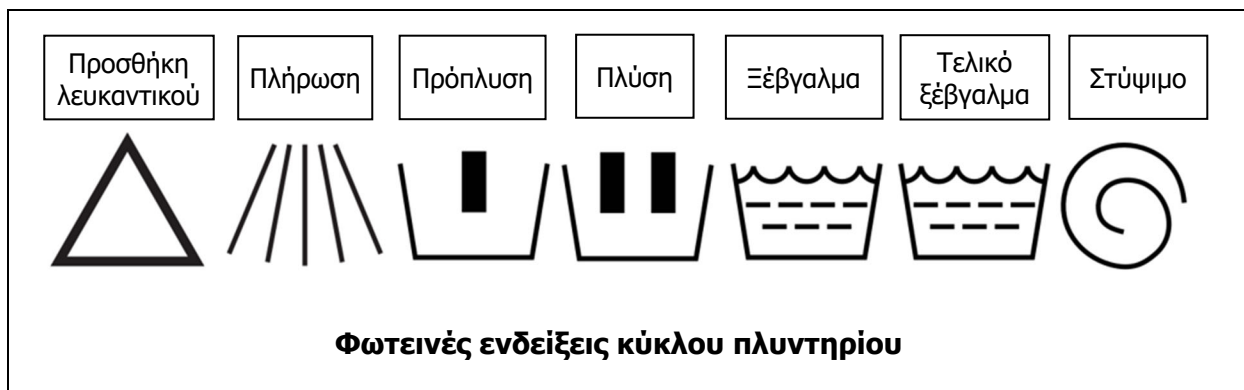 Προσθήκη
λευκαντικού
Πλήρωση
Πρόπλυση
Πλύση
Ξέβγαλμα
Τελικό
ξέβγαλμα
Στύψιμο
Φωτεινές ενδείξεις κύκλου πλυντηρίου